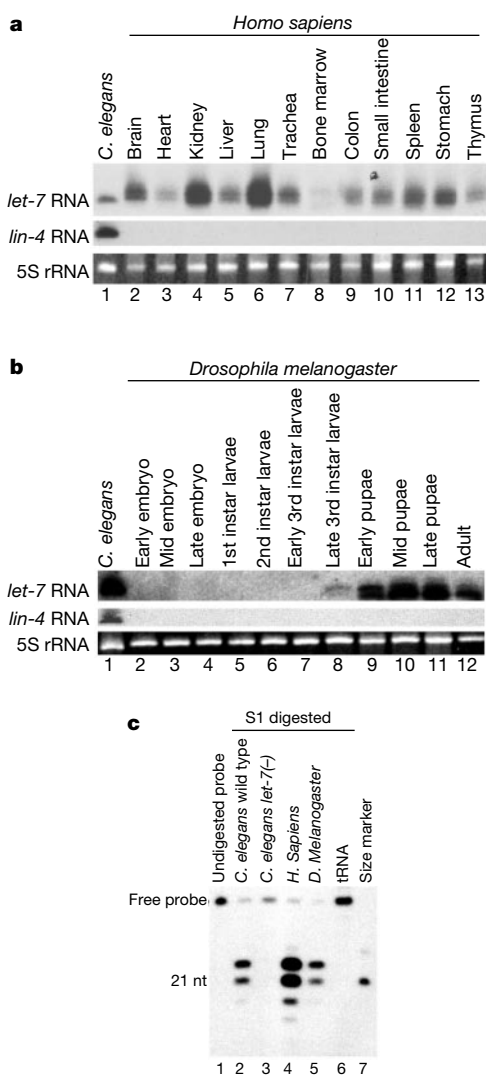 a
Homo sapiens
C. elegans
Brain
Heart
Kidney
Liver
Lung
Trachea
Bone marrow
Colon
Small intestine
Spleen
Stomach
Thymus
let-7 RNA
lin-4 RNA
5S rRNA
1 2 3 4 5 6 7 8 9 10 11 12 13
b
Drosophila melanogaster
C. elegans
Early embryo
Mid embryo
Late embryo
1st instar larvae
2nd instar larvae
Early 3rd instar larvae
Late 3rd instar larvae
Early pupae
Mid pupae
Late pupae
Adult
let-7 RNA
lin-4 RNA
5S rRNA
1 2 3 4 5 6 7 8 9 10 11 12
c
S1 digested
Undigested probe
C. elegans wild type
C. elegans let-7(–)
H. Sapiens
D. Melanogaster
tRNA
Size marker
Free probe
21 nt
1 2 3 4 5 6 7